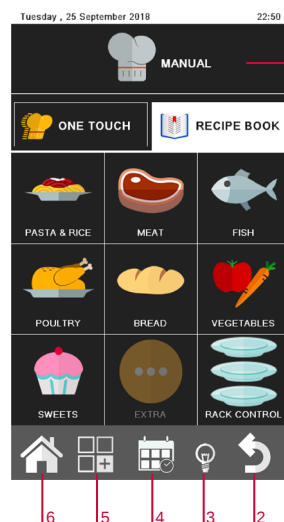 Tuesday , 25 September 2018 22:50
MANUAL
ONE TOUCH RECIPE BOOK
PASTA & RICE MEAT FISH
POULTRY BREAD VEGETABLES
SWEETS EXTRA RACK CONTROL
6 5 4 3 2